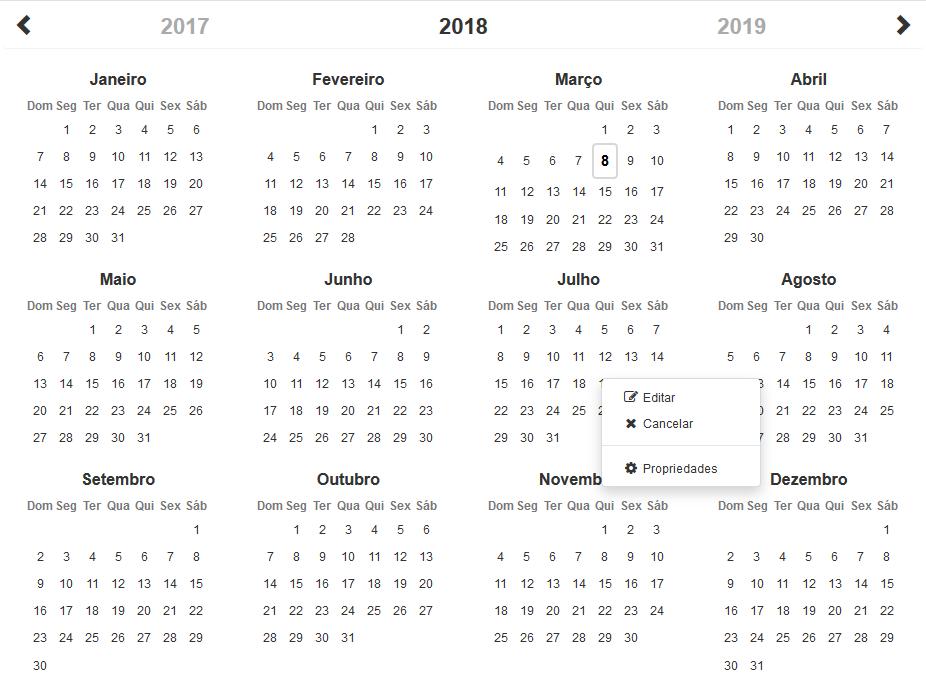 2017 2018 2019
Janeiro
Dom Seg Ter Qua Qui Sex Sáb
1 2 3 4 5 6
7 8 9 10 11 12 13
14 15 16 17 18 19 20
21 22 23 24 25 26 27
28 29 30 31
Fevereiro
Dom Seg Ter Qua Qui Sex Sáb
1 2 3
4 5 6 7 8 9 10
11 12 13 14 15 16 17
18 19 20 21 22 23 24
25 26 27 28
Março
Dom Seg Ter Qua Qui Sex Sáb
1 2 3
4 5 6 7 8 9 10
11 12 13 14 15 16 17
18 19 20 21 22 23 24
25 26 27 28 29 30 31
Abril
Dom Seg Ter Qua Qui Sex Sáb
1 2 3 4 5 6 7
8 9 10 11 12 13 14
15 16 17 18 19 20 21
22 23 24 25 26 27 28
29 30
Maio
Dom Seg Ter Qua Qui Sex Sáb
1 2 3 4 5
6 7 8 9 10 11 12
13 14 15 16 17 18 19
20 21 22 23 24 25 26
27 28 29 30 31
Junho
Dom Seg Ter Qua Qui Sex Sáb
1 2
3 4 5 6 7 8 9
10 11 12 13 14 15 16
17 18 19 20 21 22 23
24 25 26 27 28 29 30
Julho
Dom Seg Ter Qua Qui Sex Sáb
1 2 3 4 5 6 7
8 9 10 11 12 13 14
15 16 17 18
22 23 24 25
29 30 31
Editar
Cancelar
Propriedades
Agosto
Dom Seg Ter Qua Qui Sex Sáb
1 2 3 4
5 6 7 8 9 10 11
14 15 16 17 18
21 22 23 24 25
28 29 30 31
Setembro
Dom Seg Ter Qua Qui Sex Sáb
1
2 3 4 5 6 7 8
9 10 11 12 13 14 15
16 17 18 19 20 21 22
23 24 25 26 27 28 29
30
Outubro
Dom Seg Ter Qua Qui Sex Sáb
1 2 3 4 5 6
7 8 9 10 11 12 13
14 15 16 17 18 19 20
21 22 23 24 25 26 27
28 29 30 31
Novemb
Dom Seg Ter Qua Qui Sex Sáb
1 2 3
4 5 6 7 8 9 10
11 12 13 14 15 16 17
18 19 20 21 22 23 24
25 26 27 28 29 30
Dezembro
Dom Seg Ter Qua Qui Sex Sáb
1
2 3 4 5 6 7 8
9 10 11 12 13 14 15
16 17 18 19 20 21 22
23 24 25 26 27 28 29
30 31